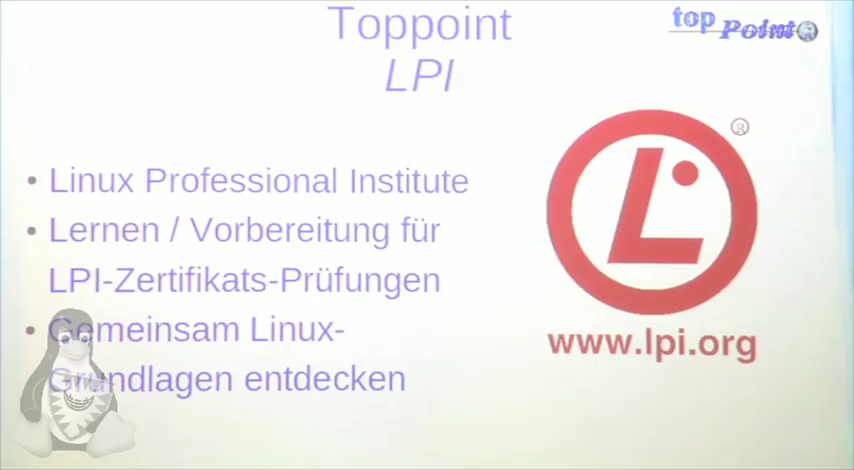 Toppoint
LPI
top Point
®
• Linux Professional Institute
• Lernen / Vorbereitung für
LPI-Zertifikats-Prüfungen
• Gemeinsam Linux-
Grundlagen entdecken
www.lpi.org